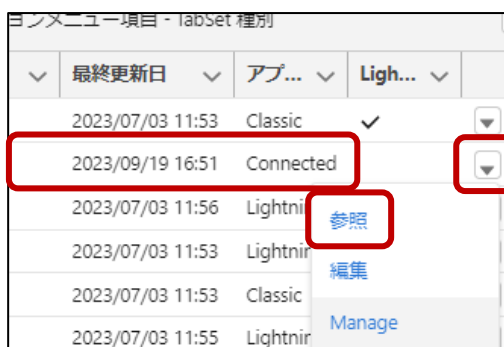 ョンメニュー項目 - TabSet 種別
最終更新日 アプ... Ligh...
2023/07/03 11:53 Classic
2023/09/19 16:51 Connected
2023/07/03 11:56 Lightnin
参照
2023/07/03 11:53 Lightnin
編集
2023/07/03 11:53 Classic
Manage
2023/07/03 11:55 Lightnin